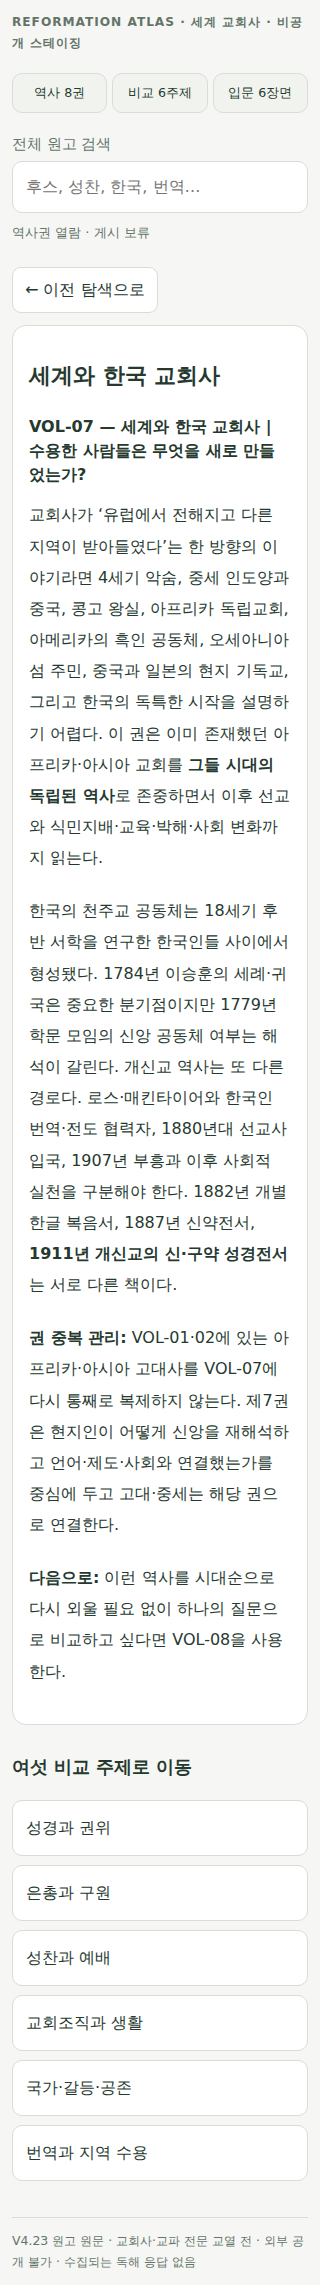 REFORMATION ATLAS · 세계 교회사 · 비공
개 스테이징
역사 8권
비교 6주제
입문 6장면
전체 원고 검색
후스, 성찬, 한국, 번역...
역사권 열람 · 게시 보류
← 이전 탐색으로
세계와 한국 교회사
VOL-07 — 세계와 한국 교회사 |
수용한 사람들은 무엇을 새로 만들
었는가?
교회사가 ‘유럽에서 전해지고 다른
지역이 받아들였다’는 한 방향의 이
야기라면 4세기 악숨, 중세 인도양과
중국, 콩고 왕실, 아프리카 독립교회,
아메리카의 흑인 공동체, 오세아니아
섬 주민, 중국과 일본의 현지 기독교,
그리고 한국의 독특한 시작을 설명하
기 어렵다. 이 권은 이미 존재했던 아
프리카·아시아 교회를 그들 시대의
독립된 역사로 존중하면서 이후 선교
와 식민지배·교육·박해·사회 변화까
지 읽는다.
한국의 천주교 공동체는 18세기 후
반 서학을 연구한 한국인들 사이에서
형성됐다. 1784년 이승훈의 세례·귀
국은 중요한 분기점이지만 1779년
학문 모임의 신앙 공동체 여부는 해
석이 갈린다. 개신교 역사는 또 다른
경로다. 로스·매킨타이어와 한국인
번역·전도 협력자, 1880년대 선교사
입국, 1907년 부흥과 이후 사회적
실천을 구분해야 한다. 1882년 개별
한글 복음서, 1887년 신약전서,
1911년 개신교의 신·구약 성경전서
는 서로 다른 책이다.
권 중복 관리: VOL-01·02에 있는 아
프리카·아시아 고대사를 VOL-07에
다시 통째로 복제하지 않는다. 제7권
은 현지인이 어떻게 신앙을 재해석하
고 언어·제도·사회와 연결했는가를
중심에 두고 고대·중세는 해당 권으
로 연결한다.
다음으로: 이런 역사를 시대순으로
다시 외울 필요 없이 하나의 질문으
로 비교하고 싶다면 VOL-08을 사용
한다.
여섯 비교 주제로 이동
성경과 권위
은총과 구원
성찬과 예배
교회조직과 생활
국가·갈등·공존
번역과 지역 수용
V4.23 원고 원문 · 교회사·교파 전문 교열 전 · 외부 공
개 불가 · 수집되는 독해 응답 없음